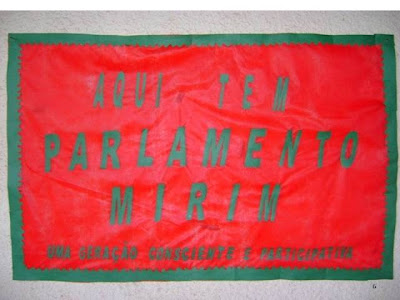 AQUI TEM
PARLAMENTO
MIRIM
UMA GERAÇÃO CONSCIENTE E PARTICIPATIVA